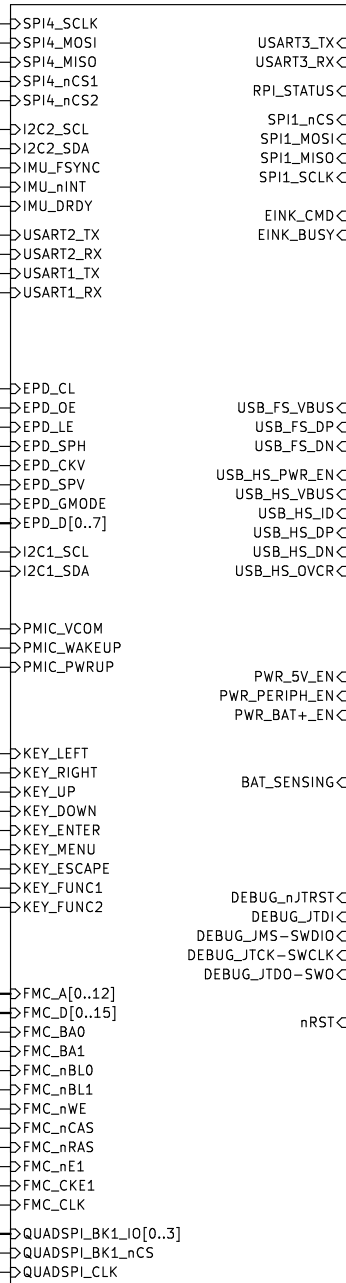 SPI4_SCLK
SPI4_MOSI
SPI4_MISO
SPI4_nCS1
SPI4_nCS2
I2C2_SCL
I2C2_SDA
IMU_FSYNC
IMU_nINT
IMU_DRDY
USART2_TX
USART2_RX
USART1_TX
USART1_RX
EPD_CL
EPD_OE
EPD_LE
EPD_SPH
EPD_CKV
EPD_SPV
EPD_GMODE
EPD_D[0..7]
I2C1_SCL
I2C1_SDA
PMIC_VCOM
PMIC_WAKEUP
PMIC_PWRUP
KEY_LEFT
KEY_RIGHT
KEY_UP
KEY_DOWN
KEY_ENTER
KEY_MENU
KEY_ESCAPE
KEY_FUNC1
KEY_FUNC2
FMC_A[0..12]
FMC_D[0..15]
FMC_BA0
FMC_BA1
FMC_nBL0
FMC_nBL1
FMC_nWE
FMC_nCAS
FMC_nRAS
FMC_nE1
FMC_CKE1
FMC_CLK
QUADSPI_BK1_IO[0..3]
QUADSPI_BK1_nCS
QUADSPI_CLK
USART3_TX
USART3_RX
RPI_STATUS
SPI1_nCS
SPI1_MOSI
SPI1_MISO
SPI1_SCLK
EINK_CMD
EINK_BUSY
USB_FS_VBUS
USB_FS_DP
USB_FS_DN
USB_HS_PWR_EN
USB_HS_VBUS
USB_HS_ID
USB_HS_DP
USB_HS_DN
USB_HS_OVCR
PWR_5V_EN
PWR_PERIPH_EN
PWR_BAT+_EN
BAT_SENSING
DEBUG_nJTRST
DEBUG_JTDI
DEBUG_JMS-SWDIO
DEBUG_JTCK-SWCLK
DEBUG_JTDO-SWO
nRST